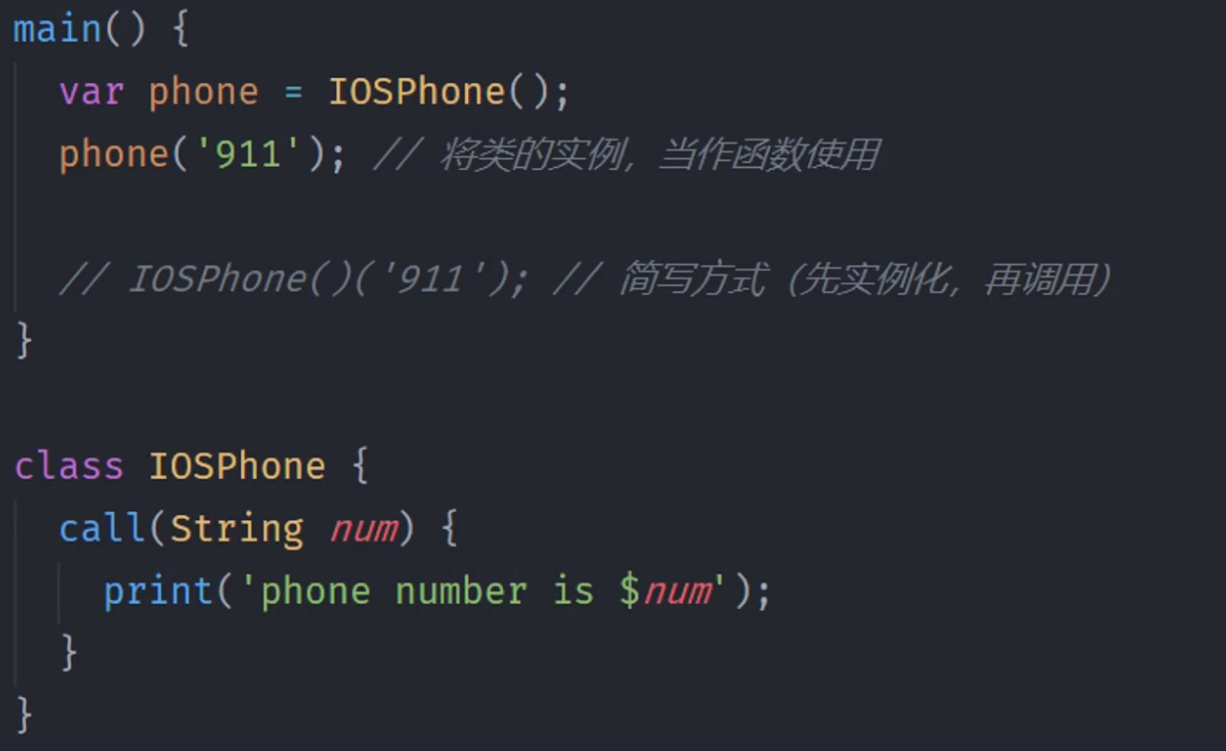 main() {
  var phone = IOSPhone();
  phone('911'); // 将类的实例，当作函数使用

  // IOSPhone()('911'); // 简写方式（先实例化，再调用）
}

class IOSPhone {
  call(String num) {
    print('phone number is $num');
  }
}